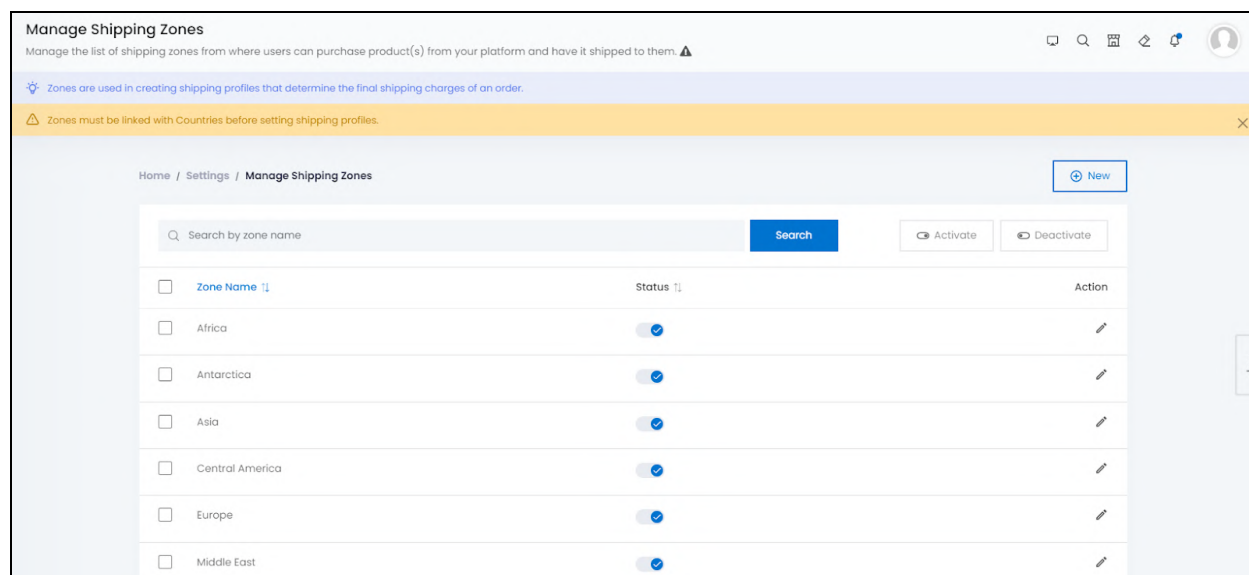 Manage Shipping Zones
Manage the list of shipping zones from where users can purchase product(s) from your platform and have it shipped to them.
Zones are used in creating shipping profiles that determine the final shipping charges of an order.
Zones must be linked with Countries before setting shipping profiles.
Home / Settings / Manage Shipping Zones
New
Search by zone name
Search
Activate
Deactivate
Zone Name Status Action
Africa
Antarctica
Asia
Central America
Europe
Middle East